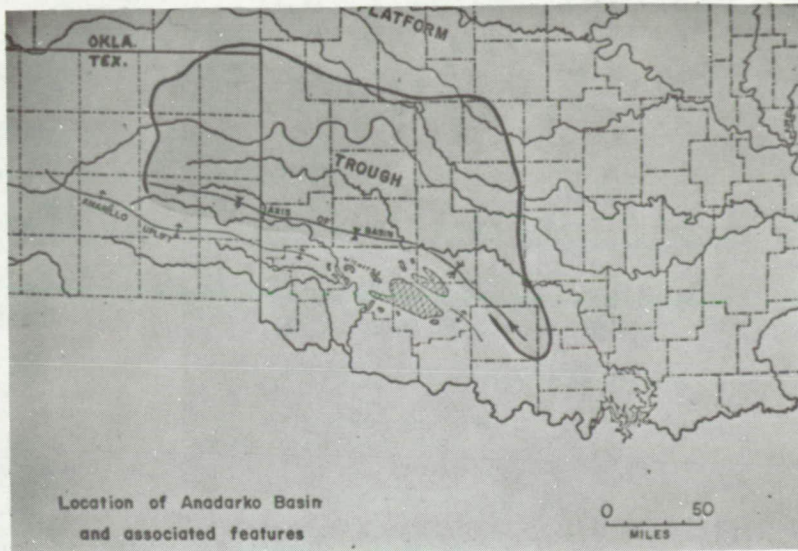 PLATFORM
OKLA.
TEX.
TROUGH
AXIS OF BASIN
AMARILLO UPLIFT
Location of Anadarko Basin
and associated features
0 50
MILES